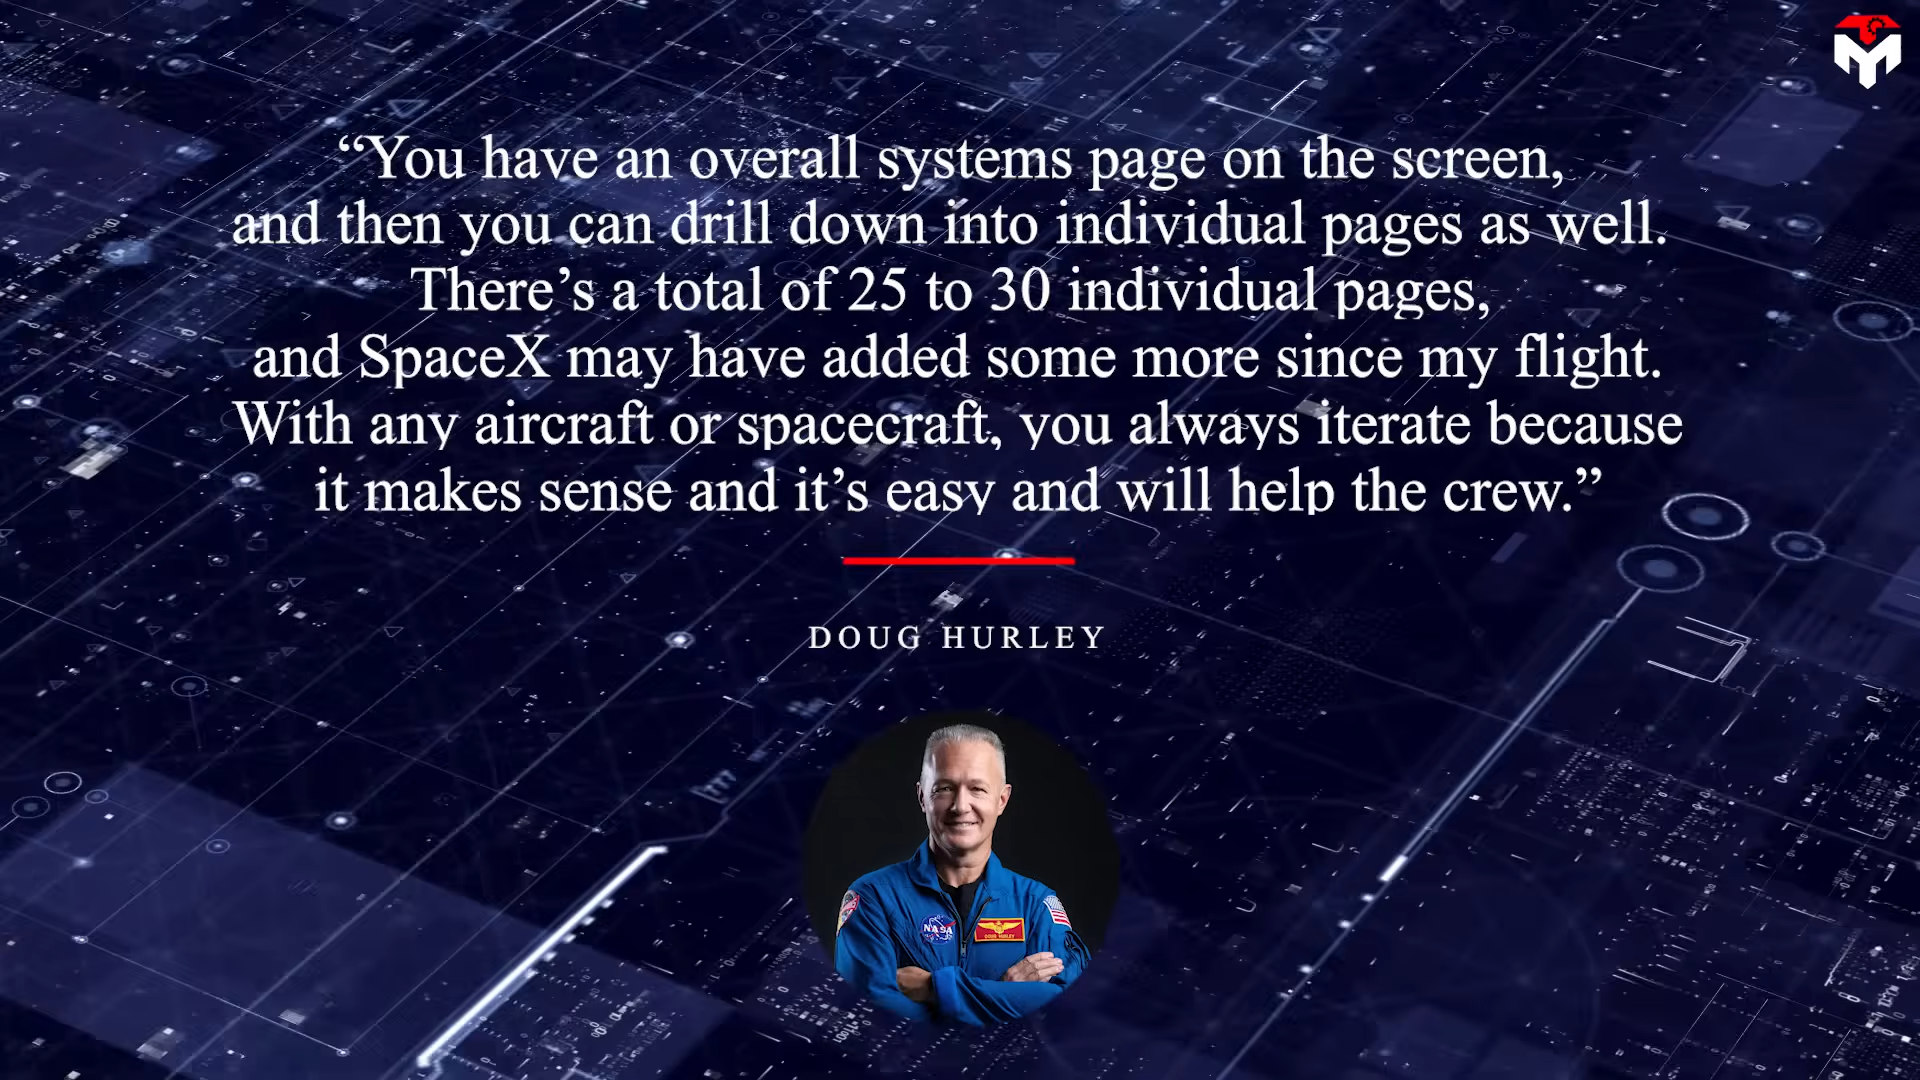 “You have an overall systems page on the screen,
and then you can drill down into individual pages as well.
There’s a total of 25 to 30 individual pages,
and SpaceX may have added some more since my flight.
With any aircraft or spacecraft, you always iterate because
it makes sense and it’s easy and will help the crew.”
DOUG HURLEY
NASA
DOUG HURLEY